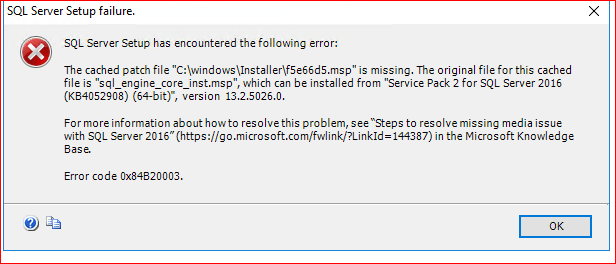 SQL Server Setup failure.
SQL Server Setup has encountered the following error:
The cached patch file "C:\windows\Installer\f5e66d5.msp" is missing. The original file for this cached
file is "sql_engine_core_inst.msp", which can be installed from "Service Pack 2 for SQL Server 2016
(KB4052908) (64-bit)", version 13.2.5026.0.
For more information about how to resolve this problem, see “Steps to resolve missing media issue
with SQL Server 2016” (https://go.microsoft.com/fwlink/?LinkId=144387) in the Microsoft Knowledge
Base.
Error code 0x84B20003.
OK